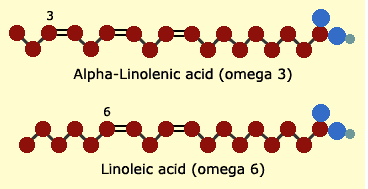 3
Alpha-Linolenic acid (omega 3)
6
Linoleic acid (omega 6)